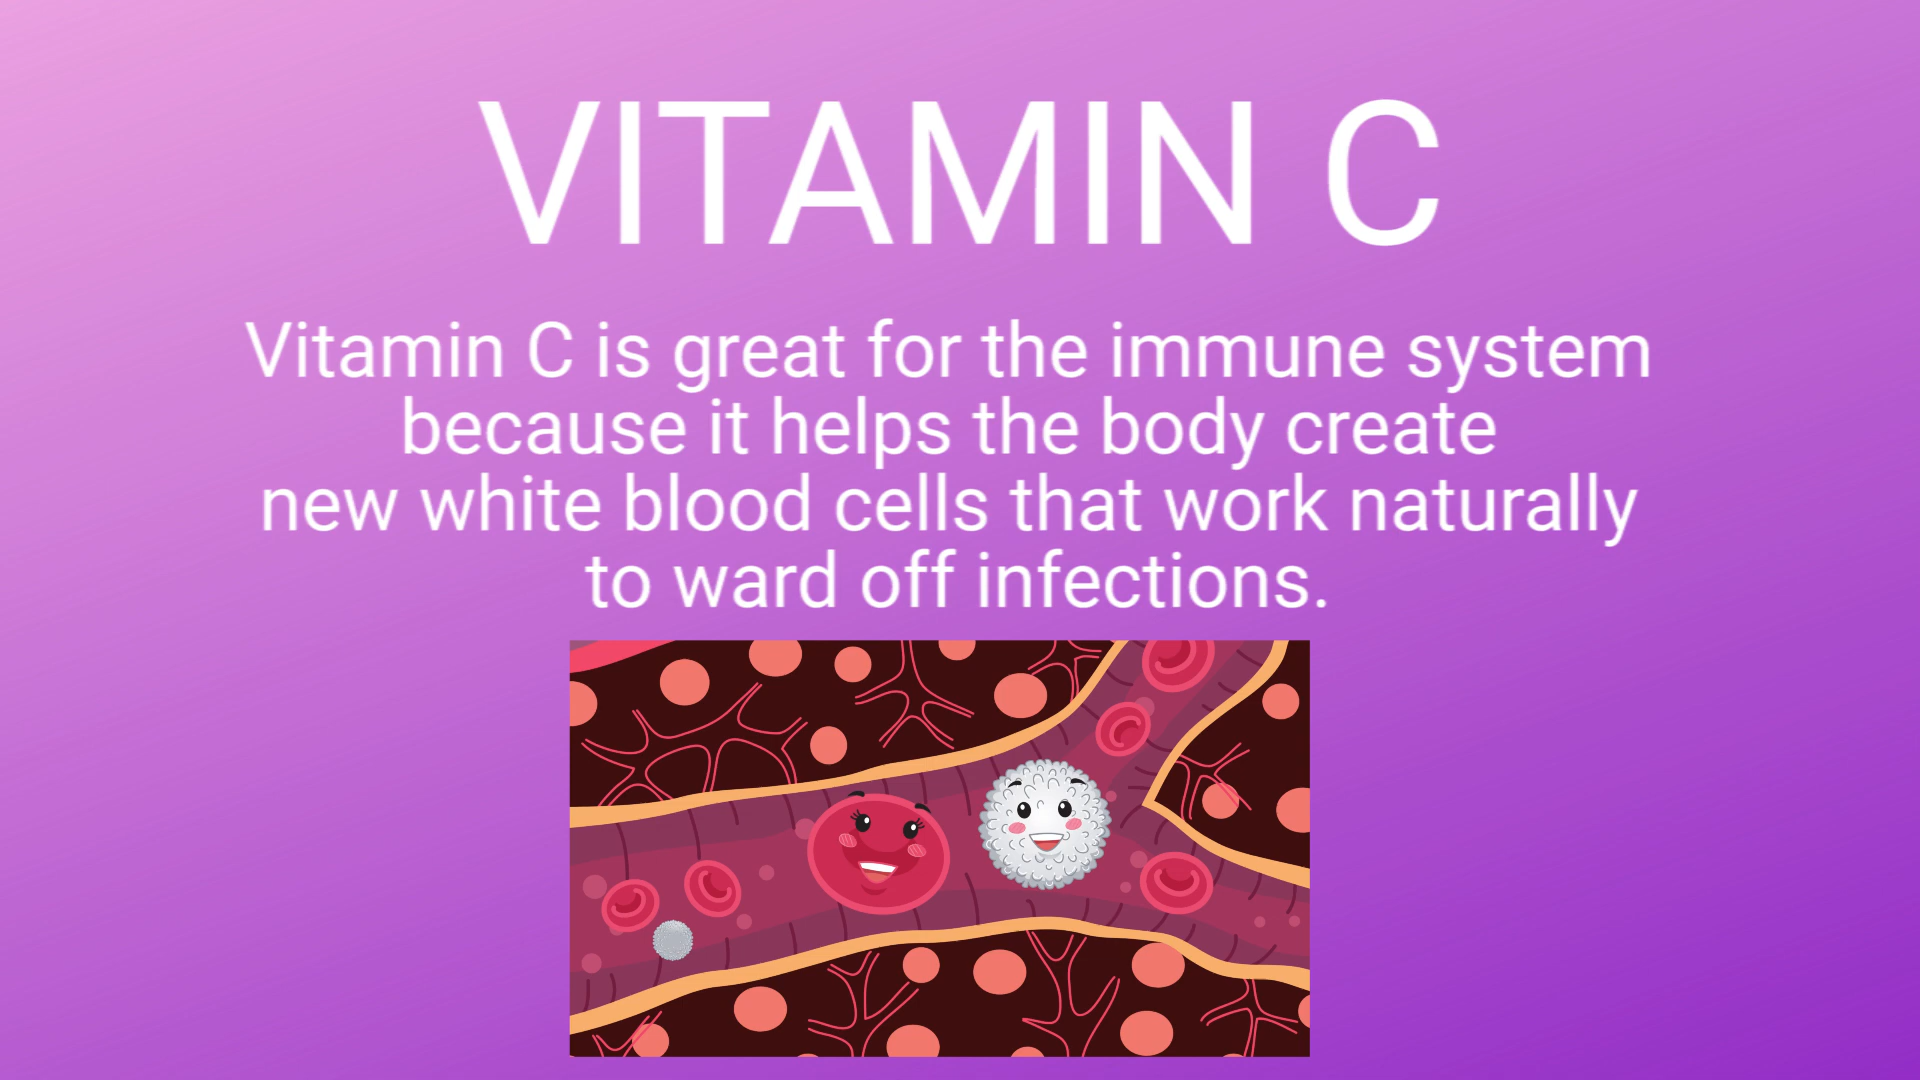 VITAMIN C
Vitamin C is great for the immune system
because it helps the body create
new white blood cells that work naturally
to ward off infections.